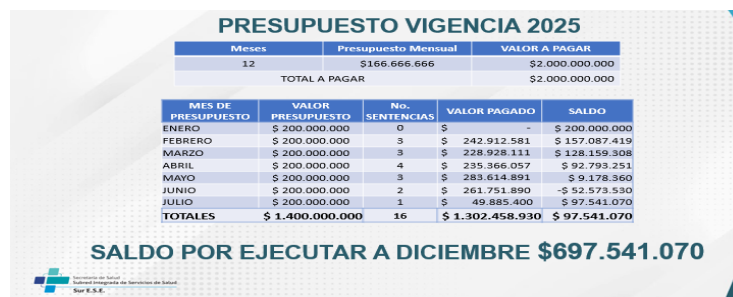 PRESUPUESTO VIGENCIA 2025
Meses Presupuesto Mensual VALOR A PAGAR
12 $166.666.666 $2.000.000.000
TOTAL A PAGAR $2.000.000.000
MES DE PRESUPUESTO VALOR PRESUPUESTO No. SENTENCIAS VALOR PAGADO SALDO
ENERO $ 200.000.000 0 $ - $ 200.000.000
FEBRERO $ 200.000.000 3 $ 242.912.581 $ 157.087.419
MARZO $ 200.000.000 3 $ 228.928.111 $ 128.159.308
ABRIL $ 200.000.000 4 $ 235.366.057 $ 92.793.251
MAYO $ 200.000.000 3 $ 283.614.891 $ 9.178.360
JUNIO $ 200.000.000 2 $ 261.751.890 -$ 52.573.530
JULIO $ 200.000.000 1 $ 49.885.400 $ 97.541.070
TOTALES $ 1.400.000.000 16 $ 1.302.458.930 $ 97.541.070
SALDO POR EJECUTAR A DICIEMBRE $697.541.070
Secretaría de Salud
Subred Integrada de Servicios de Salud
Sur E.S.E.